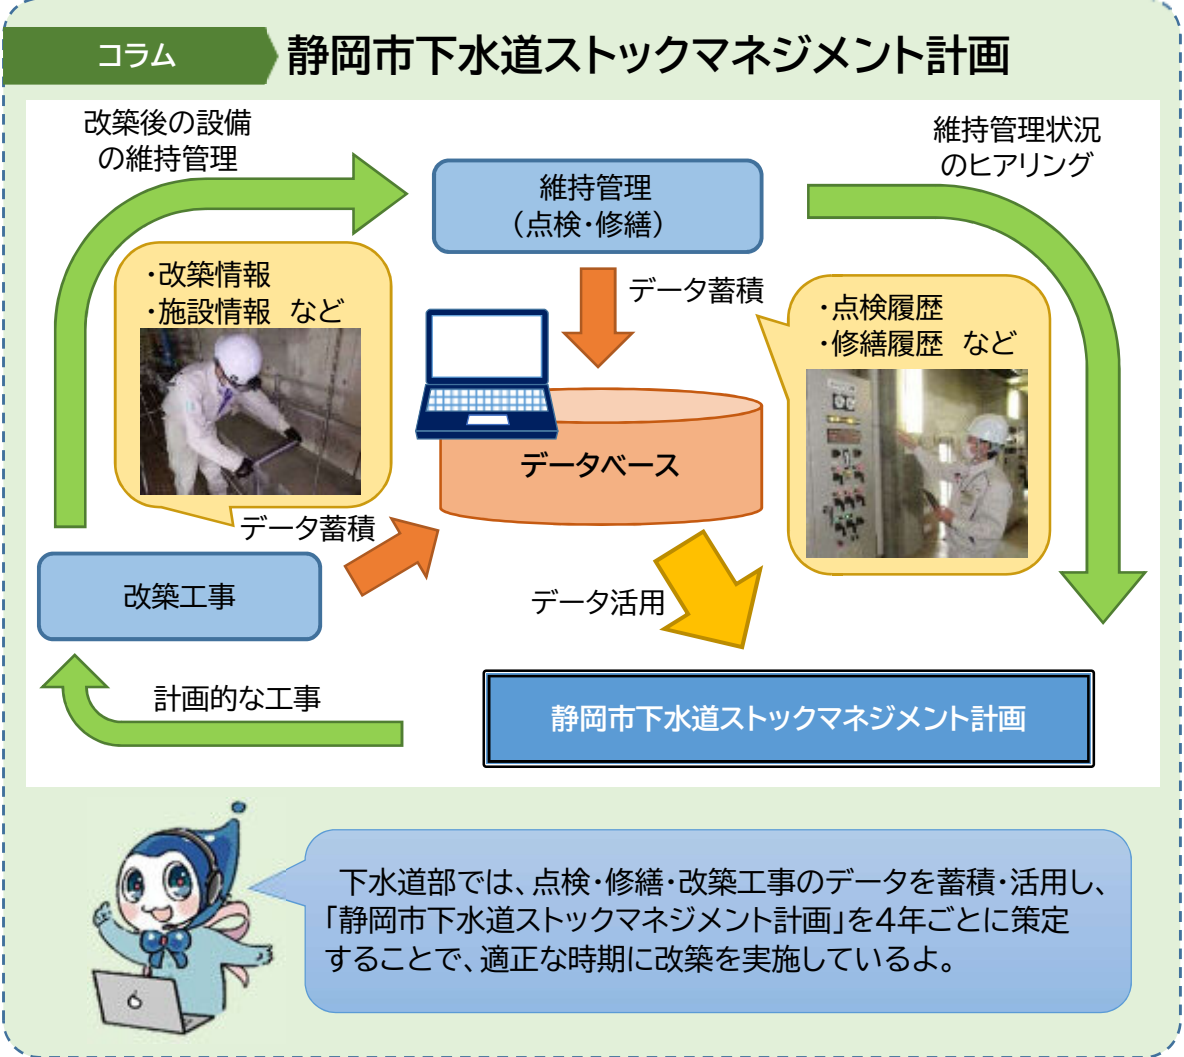 コラム
静岡市下水道ストックマネジメント計画
改築後の設備
の維持管理
維持管理状況
のヒアリング
維持管理
（点検・修繕）
・改築情報
・施設情報　など
データ蓄積
・点検履歴
・修繕履歴　など
データベース
データ蓄積
改築工事
データ活用
計画的な工事
静岡市下水道ストックマネジメント計画
下水道部では、点検・修繕・改築工事のデータを蓄積・活用し、
「静岡市下水道ストックマネジメント計画」を4年ごとに策定
することで、適正な時期に改築を実施しているよ。